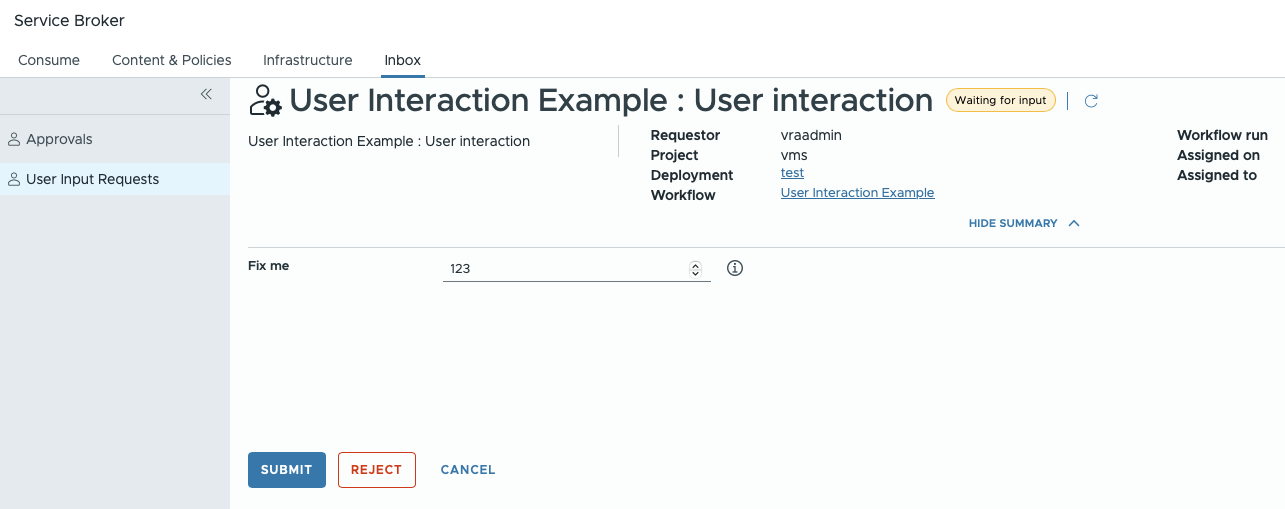 Service Broker
Consume Content & Policies Infrastructure Inbox
Approvals
User Input Requests
User Interaction Example : User interaction Waiting for input
User Interaction Example : User interaction
Requestor vraadmin
Project vms
Deployment test
Workflow User Interaction Example
Workflow run
Assigned on
Assigned to
HIDE SUMMARY
Fix me 123
SUBMIT REJECT CANCEL